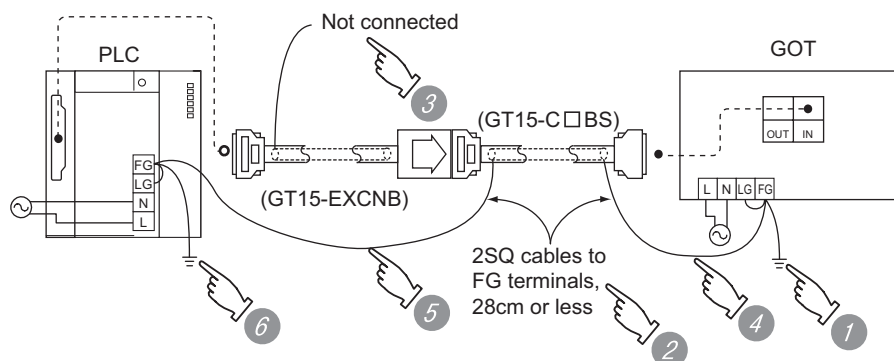 Not connected
PLC
GOT
3
(GT15-C□BS)
OUT IN
FG
LG
N
L
(GT15-EXCNB)
L N LG FG
2SQ cables to
FG terminals,
28cm or less
6
5
2
4
1